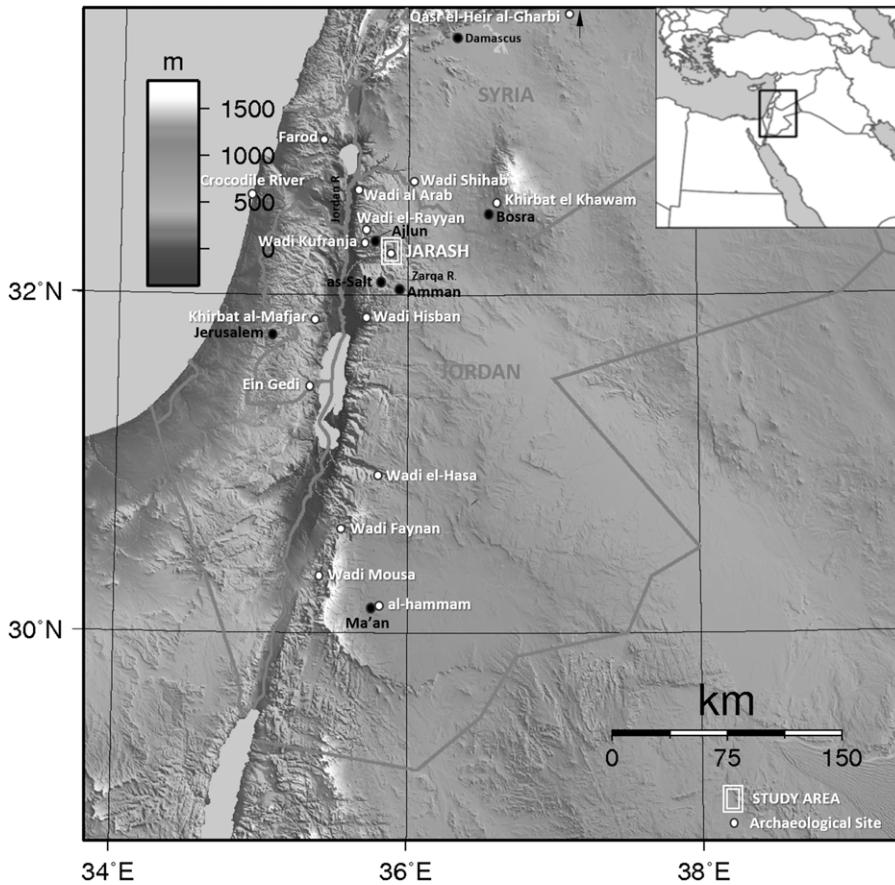 Qasr el-Heir al-Gharbi
Damascus
m
SYRIA
1500
Farod
1000
Crocodile River
Jordan R.
Wadi Shihab
Wadi al Arab
500
Khirbat el Khawam
Bosra
Wadi el-Rayyan
Ajlun
Wadi Kufranja
0
JARASH
Zarqa R.
as-Salt
32°N
Amman
Khirbat al-Mafjar
Wadi Hisban
Jerusalem
JORDAN
Ein Gedi
Wadi el-Hasa
Wadi Faynan
Wadi Mousa
al-hammam
Ma'an
30°N
km
0 75 150
STUDY AREA
Archaeological Site
34°E 36°E 38°E